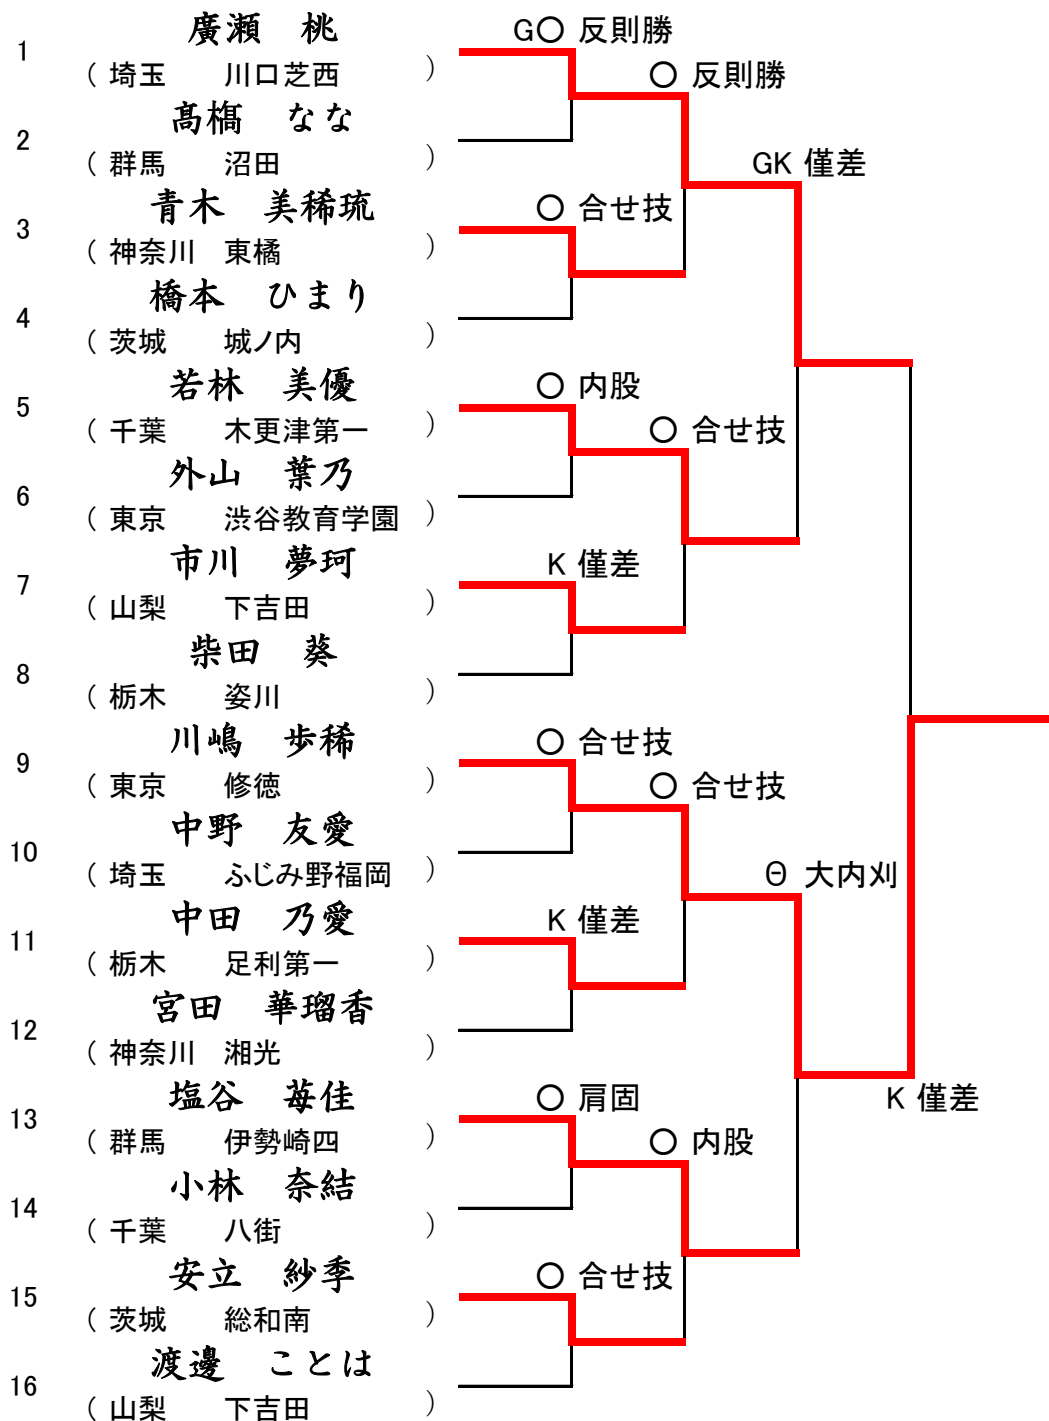 廣瀬 桃
1
( 埼玉 川口芝西 )
G○ 反則勝
○ 反則勝
髙橋 なな
2
( 群馬 沼田 )
GK 僅差
青木 美稀琉
3
( 神奈川 東橘 )
○ 合せ技
橋本 ひまり
4
( 茨城 城ノ内 )
若林 美優
5
( 千葉 木更津第一 )
○ 内股
○ 合せ技
外山 葉乃
6
( 東京 渋谷教育学園 )
市川 夢珂
7
( 山梨 下吉田 )
K 僅差
柴田 葵
8
( 栃木 姿川 )
川嶋 歩稀
9
( 東京 修徳 )
○ 合せ技
○ 合せ技
中野 友愛
10
( 埼玉 ふじみ野福岡 )
Θ 大内刈
中田 乃愛
11
( 栃木 足利第一 )
K 僅差
宮田 華瑠香
12
( 神奈川 湘光 )
塩谷 苺佳
13
( 群馬 伊勢崎四 )
○ 肩固
K 僅差
○ 内股
小林 奈結
14
( 千葉 八街 )
安立 紗季
15
( 茨城 総和南 )
○ 合せ技
渡邊 ことは
16
( 山梨 下吉田 )